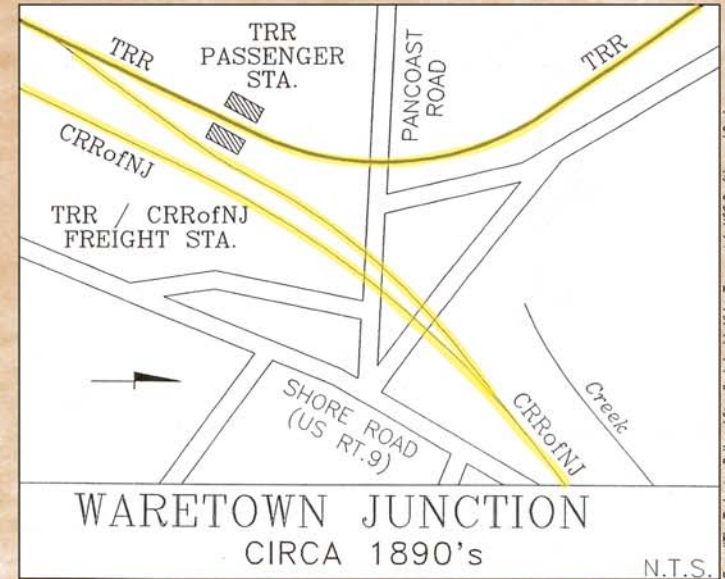 TRR
TRR
PASSENGER
STA.
PANCOAST
ROAD
TRR
CRRofNJ
TRR / CRRofNJ
FREIGHT STA.
SHORE ROAD
(US RT.9)
CRRofNJ
Creek
WARETOWN JUNCTION
CIRCA 1890's
N.T.S.